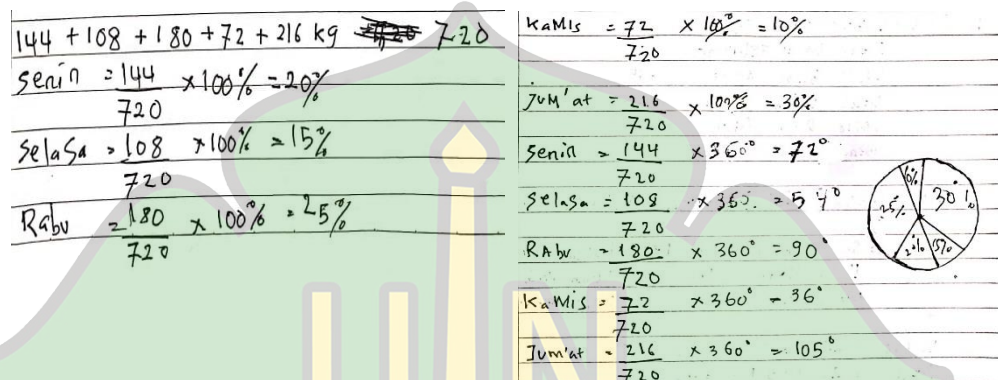 144 + 108 + 180 + 72 + 216 kg 720
Senin = 144/720 × 100% = 20%
Selasa = 108/720 × 100% = 15%
Rabu = 180/720 × 100% = 25%
Kamis = 72/720 × 100% = 10%
Jum'at = 216/720 × 100% = 30%
Senin = 144/720 × 360° = 72°
Selasa = 108/720 × 360° = 54°
RAbu = 180/720 × 360° = 90°
KaMis = 72/720 × 360° = 36°
Jum'at = 216/720 × 360° = 105°
30%
25%
15%
UIN